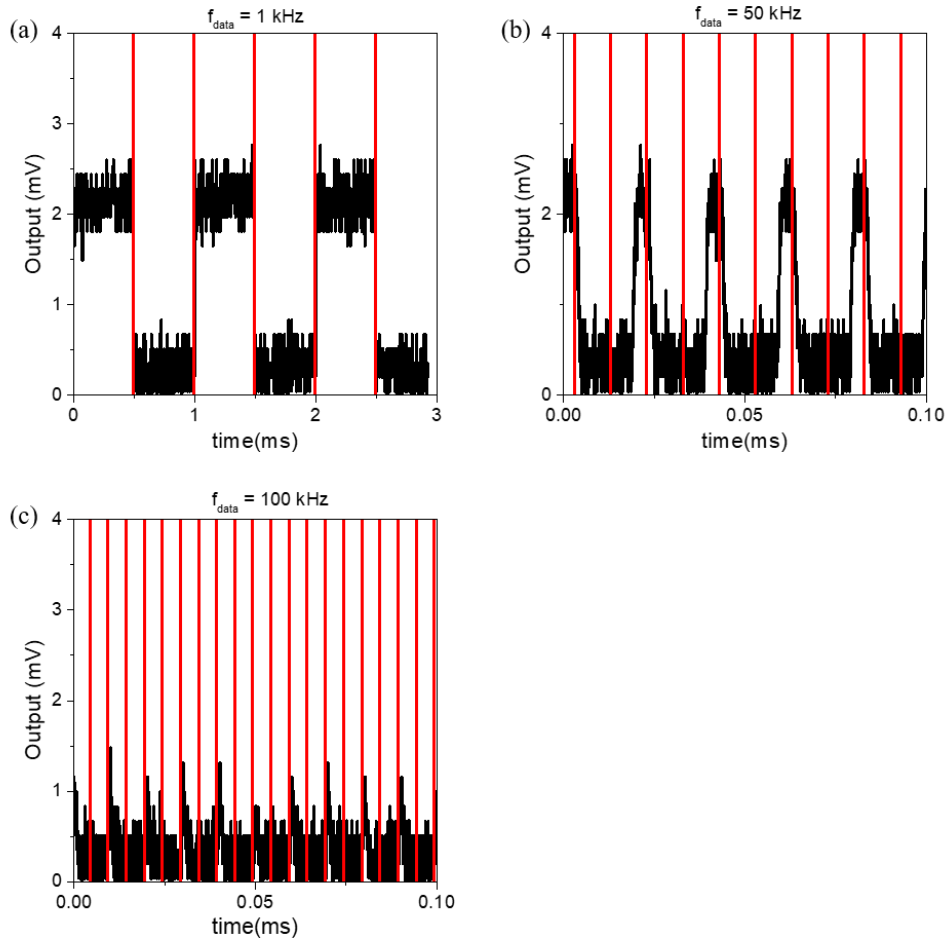 (a)
f_data = 1 kHz
4
3
2
1
0
Output (mV)
0
1
2
3
time(ms)
(b)
f_data = 50 kHz
4
2
0
Output (mV)
0.00
0.05
0.10
time(ms)
(c)
f_data = 100 kHz
4
3
2
1
0
Output (mV)
0.00
0.05
0.10
time(ms)